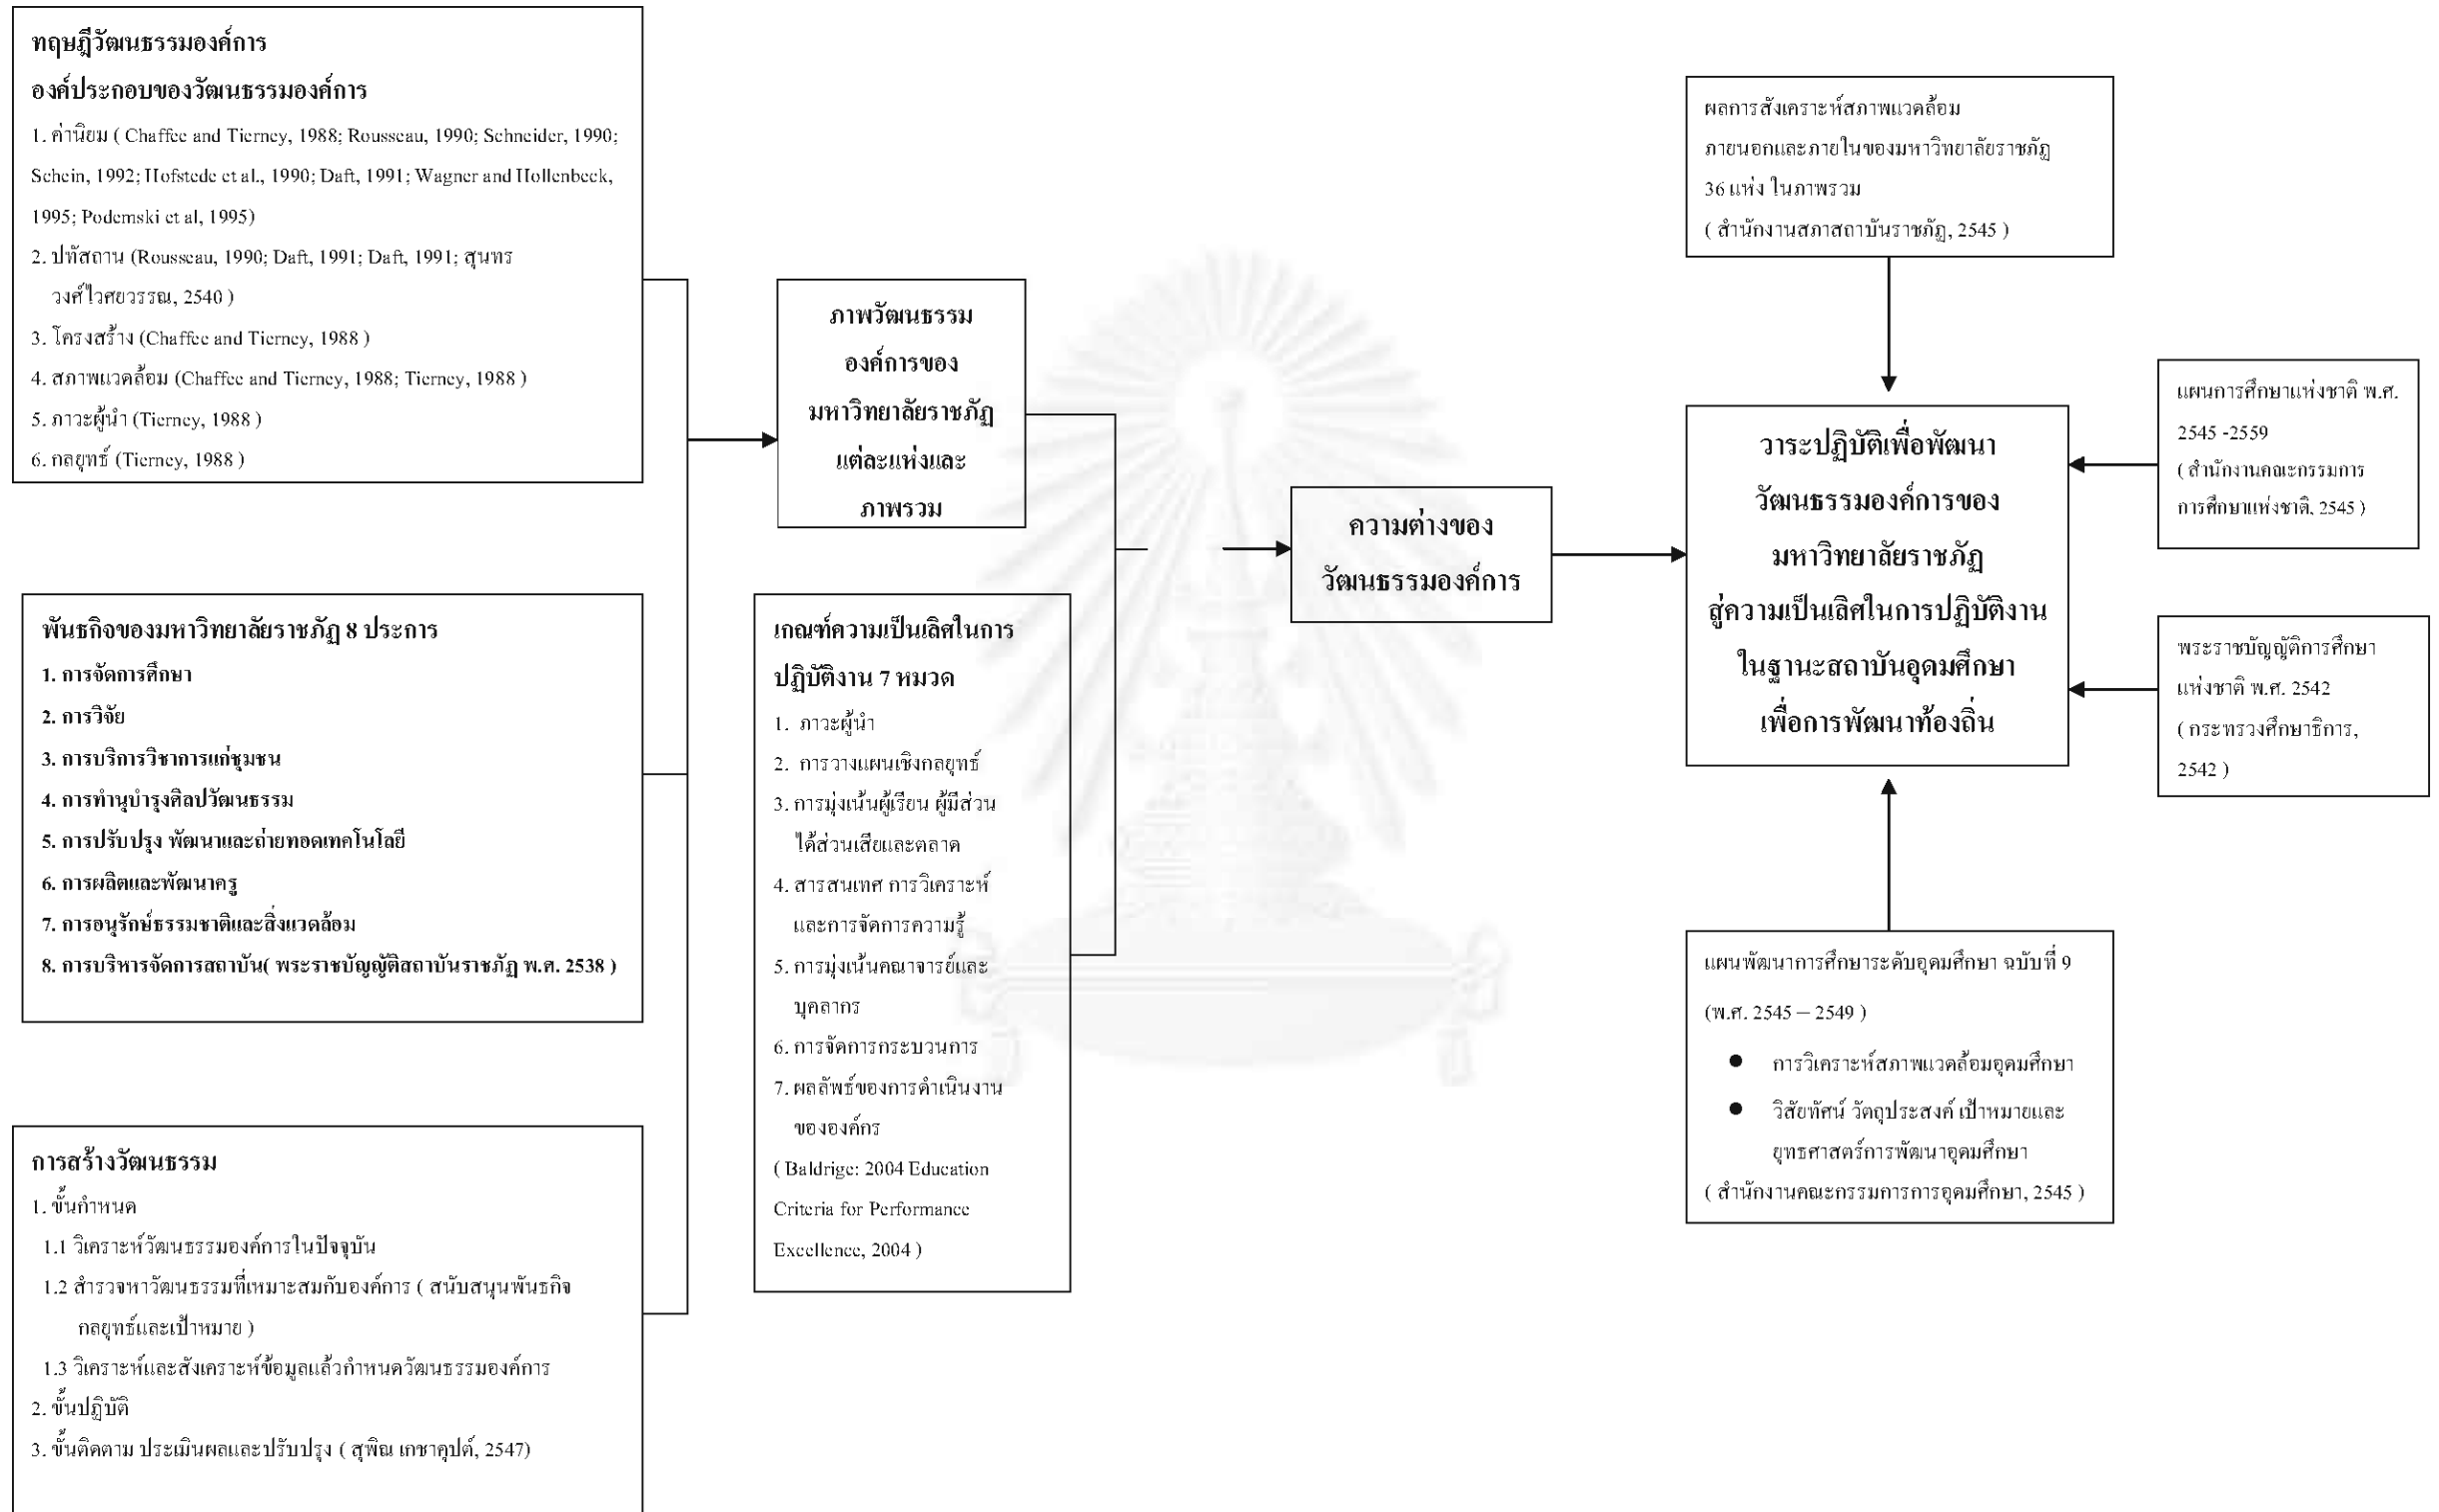 ทฤษฎีวัฒนธรรมองค์การ
องค์ประกอบของวัฒนธรรมองค์การ
1. ค่านิยม ( Chaffee and Tierney, 1988; Rousseau, 1990; Schneider, 1990;
Schein, 1992; Hofstede et al., 1990; Daft, 1991; Wagner and Hollenbeck,
1995; Podemski et al, 1995)
2. ปทัสถาน (Rousseau, 1990; Daft, 1991; Daft, 1991; สุนทร
วงศ์ไวศยวรรณ, 2540 )
3. โครงสร้าง (Chaffee and Tierney, 1988 )
4. สภาพแวดล้อม (Chaffee and Tierney, 1988; Tierney, 1988 )
5. ภาวะผู้นำ (Tierney, 1988 )
6. กลยุทธ์ (Tierney, 1988 )
พันธกิจของมหาวิทยาลัยราชภัฏ 8 ประการ
1. การจัดการศึกษา
2. การวิจัย
3. การบริการวิชาการแก่ชุมชน
4. การทำนุบำรุงศิลปวัฒนธรรม
5. การปรับปรุง พัฒนาและถ่ายทอดเทคโนโลยี
6. การผลิตและพัฒนาครู
7. การอนุรักษ์ธรรมชาติและสิ่งแวดล้อม
8. การบริหารจัดการสถาบัน( พระราชบัญญัติสถาบันราชภัฏ พ.ศ. 2538 )
การสร้างวัฒนธรรม
1. ขั้นกำหนด
1.1 วิเคราะห์วัฒนธรรมองค์การในปัจจุบัน
1.2 สำรวจหาวัฒนธรรมที่เหมาะสมกับองค์การ ( สนับสนุนพันธกิจ
กลยุทธ์และเป้าหมาย )
1.3 วิเคราะห์และสังเคราะห์ข้อมูลแล้วกำหนดวัฒนธรรมองค์การ
2. ขั้นปฏิบัติ
3. ขั้นติดตาม ประเมินผลและปรับปรุง ( สุพิณ เกชาคุปต์, 2547)
ภาพวัฒนธรรม
องค์การของ
มหาวิทยาลัยราชภัฏ
แต่ละแห่งและ
ภาพรวม
เกณฑ์ความเป็นเลิศในการ
ปฏิบัติงาน 7 หมวด
1. ภาวะผู้นำ
2. การวางแผนเชิงกลยุทธ์
3. การมุ่งเน้นผู้เรียน ผู้มีส่วน
ได้ส่วนเสียและตลาด
4. สารสนเทศ การวิเคราะห์
และการจัดการความรู้
5. การมุ่งเน้นคณาจารย์และ
บุคลากร
6. การจัดการกระบวนการ
7. ผลลัพธ์ของการดำเนินงาน
ขององค์กร
( Baldrige: 2004 Education
Criteria for Performance
Excellence, 2004 )
ความต่างของ
วัฒนธรรมองค์การ
ผลการสังเคราะห์สภาพแวดล้อม
ภายนอกและภายในของมหาวิทยาลัยราชภัฏ
36 แห่ง ในภาพรวม
( สำนักงานสภาสถาบันราชภัฏ, 2545 )
วาระปฏิบัติเพื่อพัฒนา
วัฒนธรรมองค์การของ
มหาวิทยาลัยราชภัฏ
สู่ความเป็นเลิศในการปฏิบัติงาน
ในฐานะสถาบันอุดมศึกษา
เพื่อการพัฒนาท้องถิ่น
แผนการศึกษาแห่งชาติ พ.ศ.
2545 -2559
( สำนักงานคณะกรรมการ
การศึกษาแห่งชาติ, 2545 )
พระราชบัญญัติการศึกษา
แห่งชาติ พ.ศ. 2542
( กระทรวงศึกษาธิการ,
2542 )
แผนพัฒนาการศึกษาระดับอุดมศึกษา ฉบับที่ 9
(พ.ศ. 2545 – 2549 )
● การวิเคราะห์สภาพแวดล้อมอุดมศึกษา
● วิสัยทัศน์ วัตถุประสงค์ เป้าหมายและ
ยุทธศาสตร์การพัฒนาอุดมศึกษา
( สำนักงานคณะกรรมการการอุดมศึกษา, 2545 )